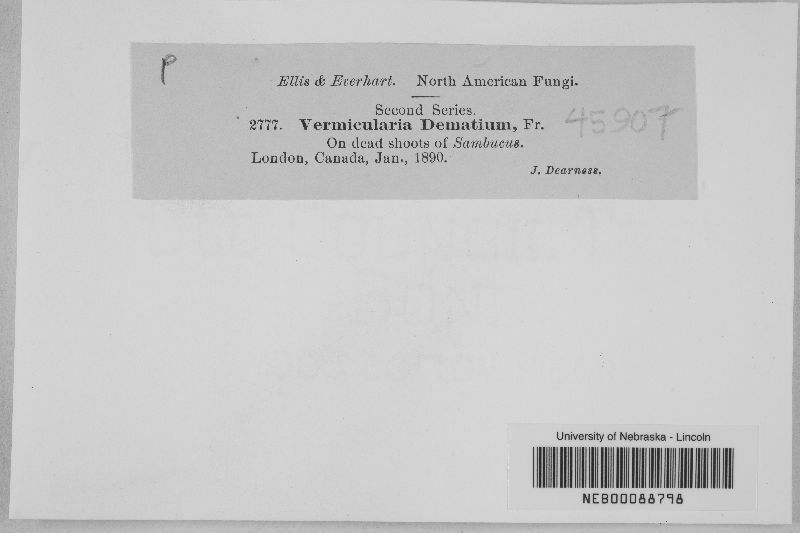 P
Ellis & Everhart. North American Fungi.
Second Series.
2777. Vermicularia Dematium, Fr. 45907
On dead shoots of Sambucus.
London, Canada, Jan., 1890.
J. Dearness.
University of Nebraska - Lincoln
NEB00088798